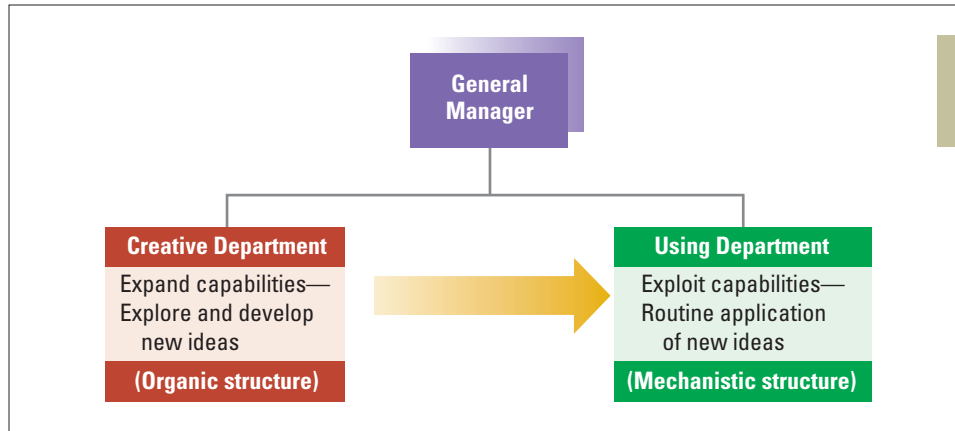 General
Manager
Creative Department
Expand capabilities—
Explore and develop
new ideas
(Organic structure)
Using Department
Exploit capabilities—
Routine application
of new ideas
(Mechanistic structure)